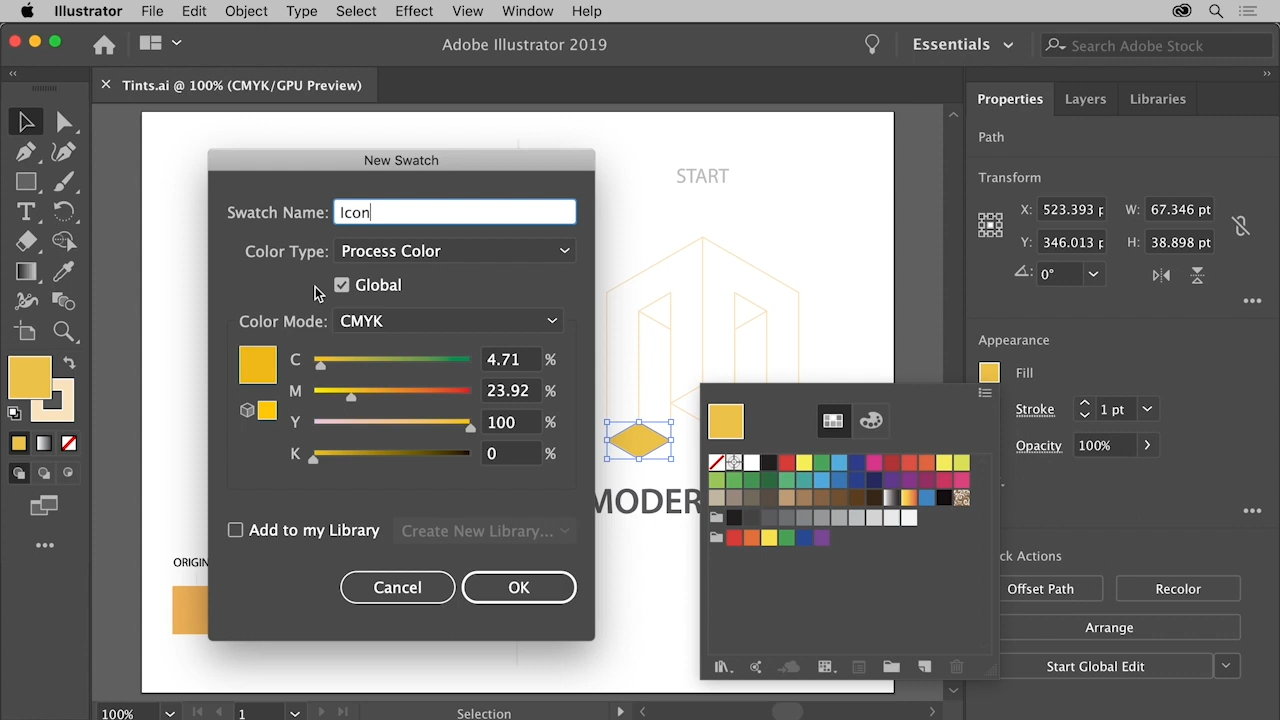 Illustrator File Edit Object Type Select Effect View Window Help
Adobe Illustrator 2019
Essentials
Search Adobe Stock
Tints.ai @ 100% (CMYK/GPU Preview)
Properties Layers Libraries
Path
Transform
X: 523.393 p W: 67.346 pt
Y: 346.013 p H: 38.898 pt
0°
Appearance
Fill
Stroke 1 pt
Opacity 100%
ck Actions
Offset Path Recolor
Arrange
Start Global Edit
New Swatch
Swatch Name: Icon
Color Type: Process Color
Global
Color Mode: CMYK
C 4.71 %
M 23.92 %
Y 100 %
K 0 %
Add to my Library Create New Library...
Cancel OK
START
MODER
ORIGIN
100% 1 Selection